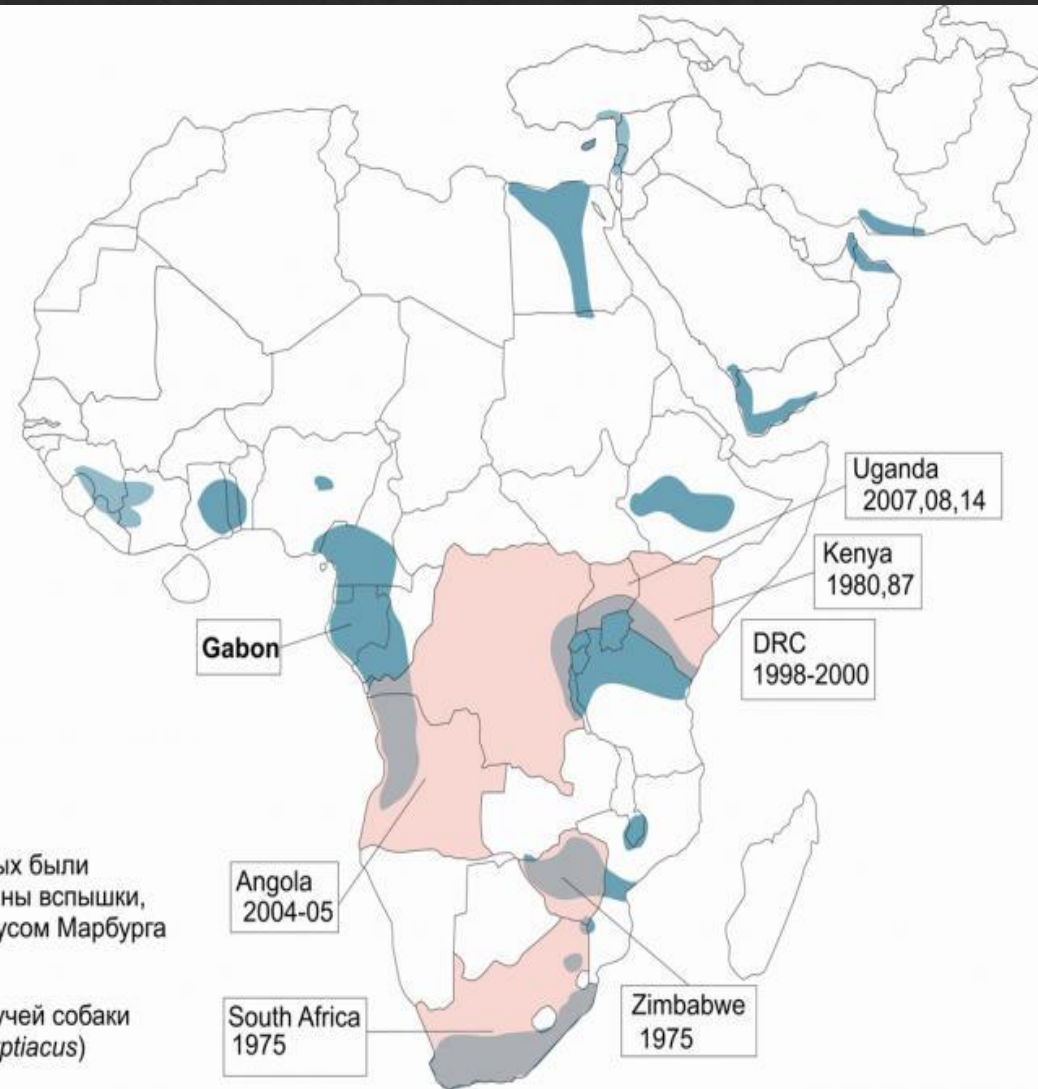 Uganda
2007,08,14
Kenya
1980,87
Gabon
DRC
1998-2000
ых были
ны вспышки,
усом Марбурга
Angola
2004-05
учей собаки
ptiacus)
South Africa
1975
Zimbabwe
1975